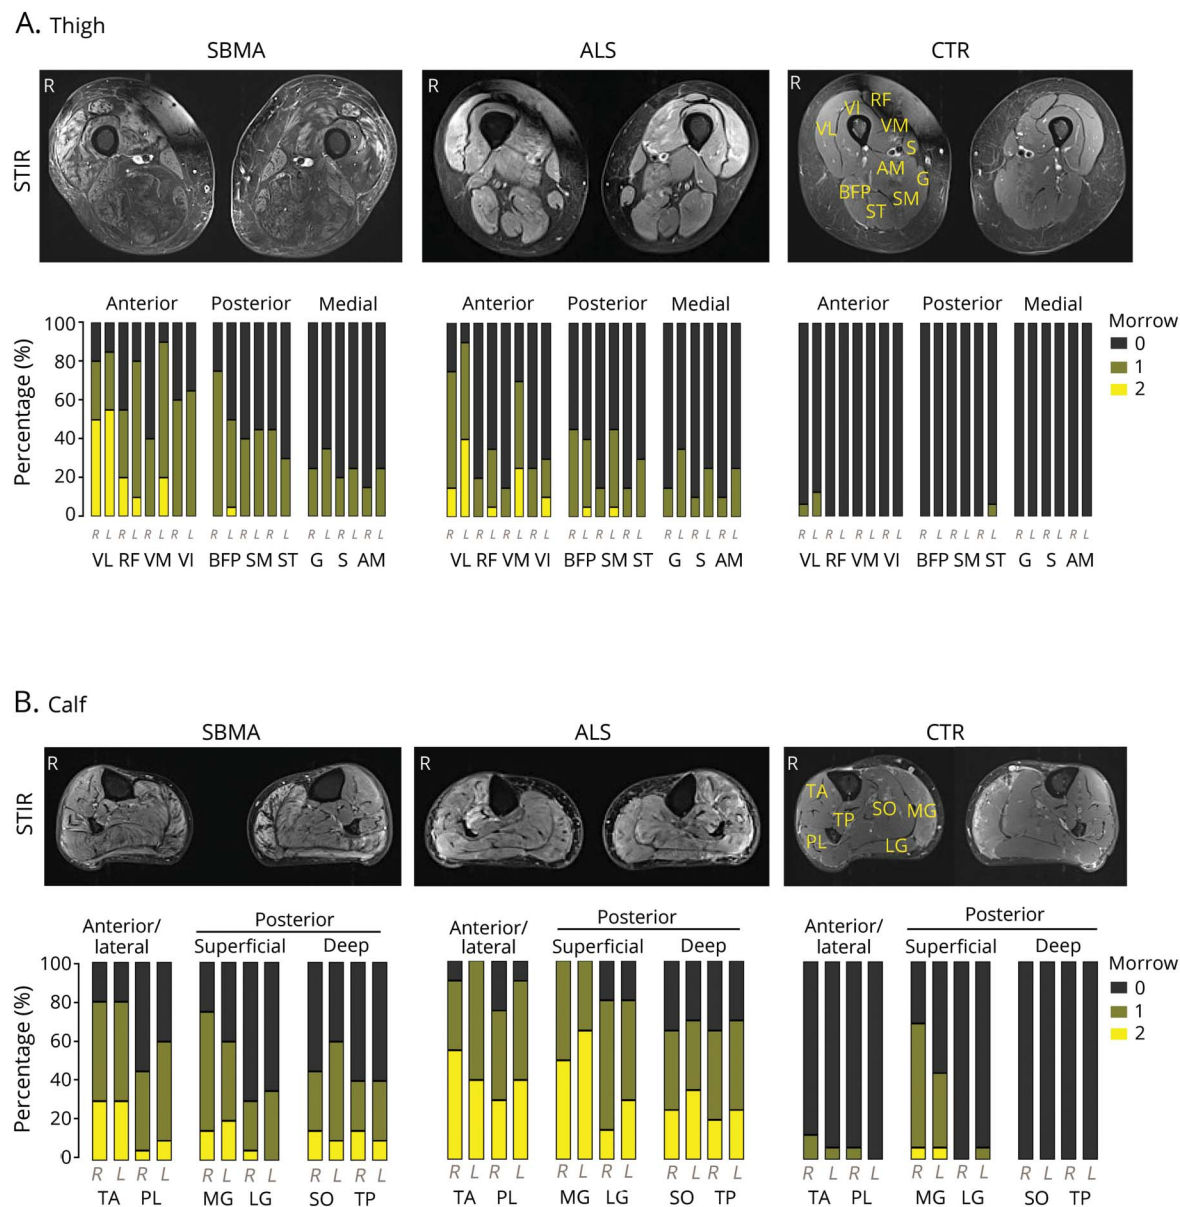 A. Thigh
SBMA ALS CTR
STIR
R R R
RF
VI
VL VM
S
AM
G
BFP SM
ST
Anterior Posterior Medial Anterior Posterior Medial Anterior Posterior Medial
Percentage (%)
100
80
60
40
20
0
Morrow
0
1
2
R L R L R L R L R L R L R L R L R L R L R L R L R L R L R L R L R L R L R L R L R L R L R L R L R L R L R L R L R L R L
VL RF VM VI BFP SM ST G S AM VL RF VM VI BFP SM ST G S AM VL RF VM VI BFP SM ST G S AM
B. Calf
SBMA ALS CTR
STIR
R R R
TA
SO MG
TP
PL LG
Anterior/ Posterior Anterior/ Posterior Anterior/ Posterior
lateral Superficial Deep lateral Superficial Deep lateral Superficial Deep
Percentage (%)
100
80
60
40
20
0
Morrow
0
1
2
R L R L R L R L R L R L R L R L R L R L R L R L R L R L R L R L R L R L
TA PL MG LG SO TP TA PL MG LG SO TP TA PL MG LG SO TP